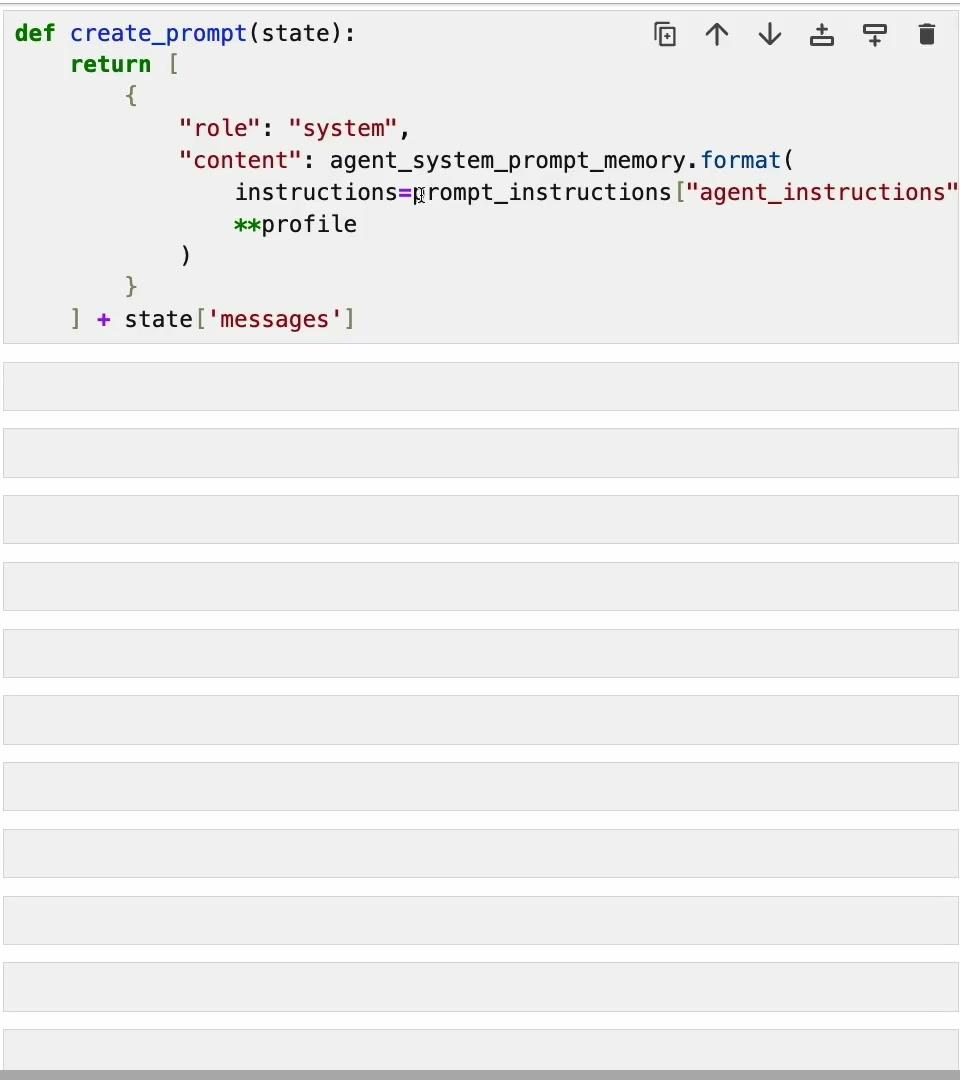 def create_prompt(state):
    return [
        {
            "role": "system",
            "content": agent_system_prompt_memory.format(
                instructions=prompt_instructions["agent_instructions"
                **profile
            )
        }
    ] + state['messages']